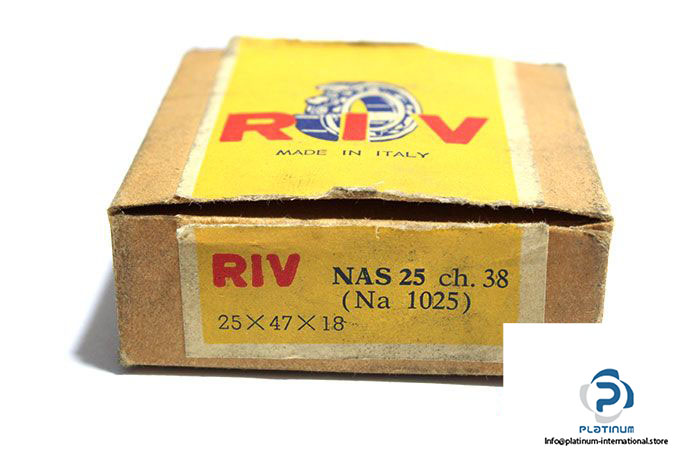 RIV
MADE IN ITALY
RIV NAS 25 ch. 38
(Na 1025)
25×47×18
PLATINUM
Info@platinum-international.store